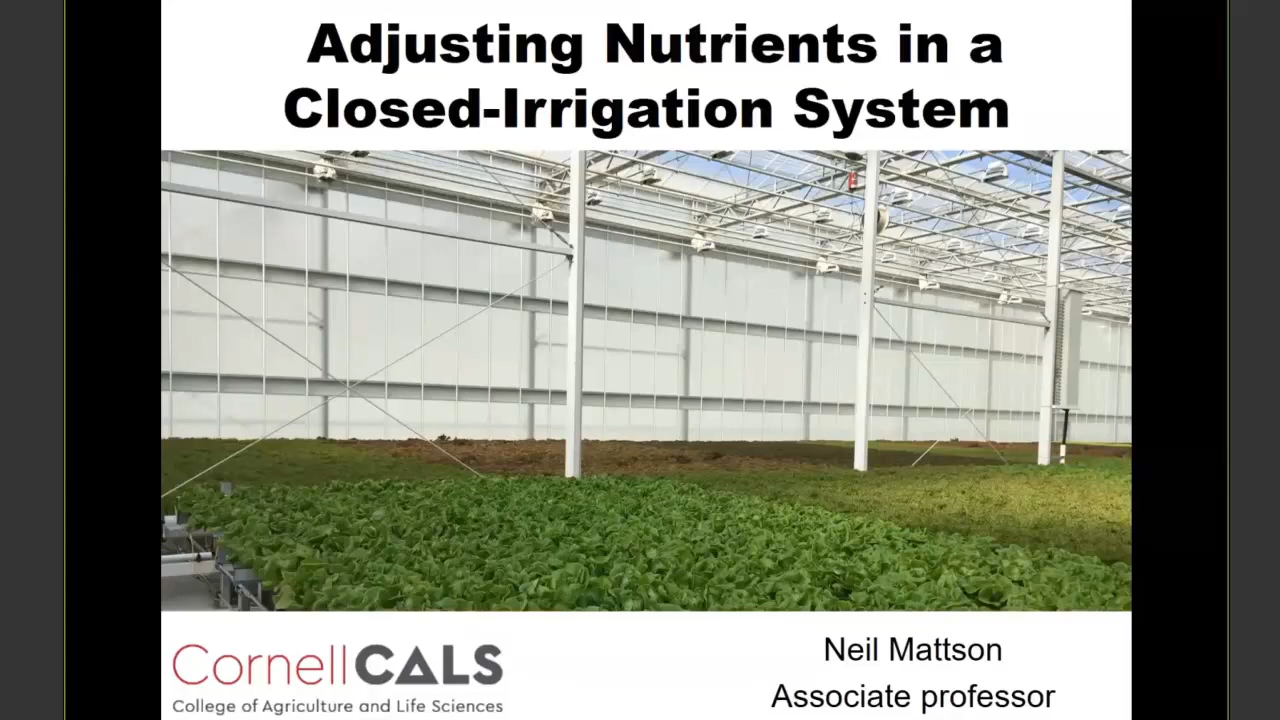 Adjusting Nutrients in a
Closed-Irrigation System
CornellCALS
College of Agriculture and Life Sciences
Neil Mattson
Associate professor